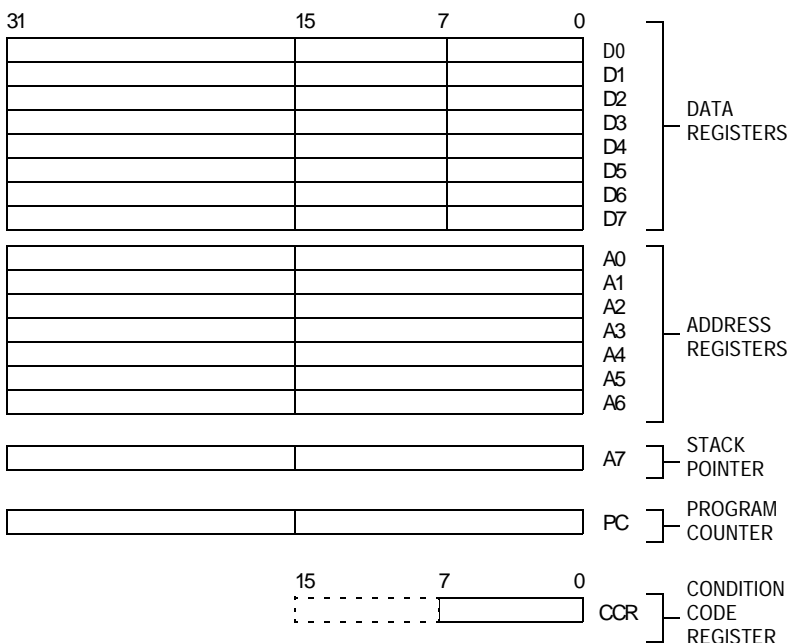 31 15 7 0
D0
D1
D2
D3
D4
D5
D6
D7
DATA
REGISTERS
A0
A1
A2
A3
A4
A5
A6
ADDRESS
REGISTERS
A7
STACK
POINTER
PC
PROGRAM
COUNTER
15 7 0
CCR
CONDITION
CODE
REGISTER